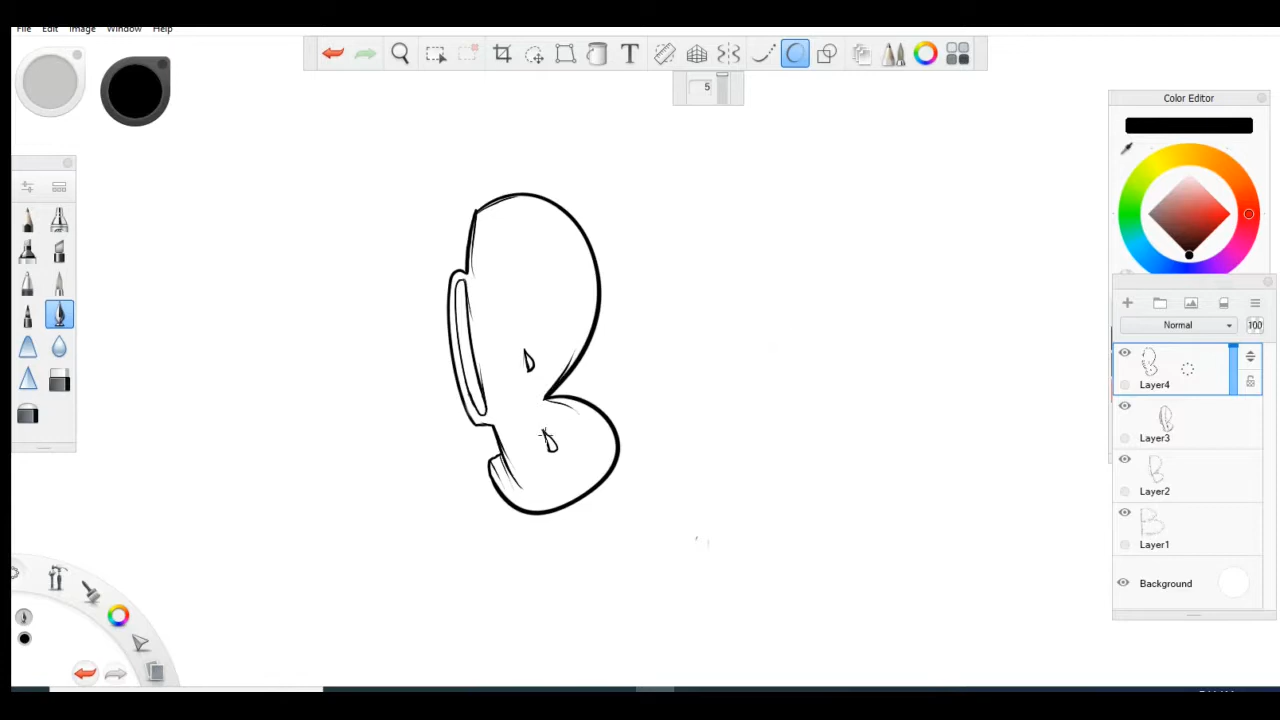 File Edit Image Window Help
T
5
Color Editor
Normal 100
Layer4
Layer3
Layer2
Layer1
Background
B